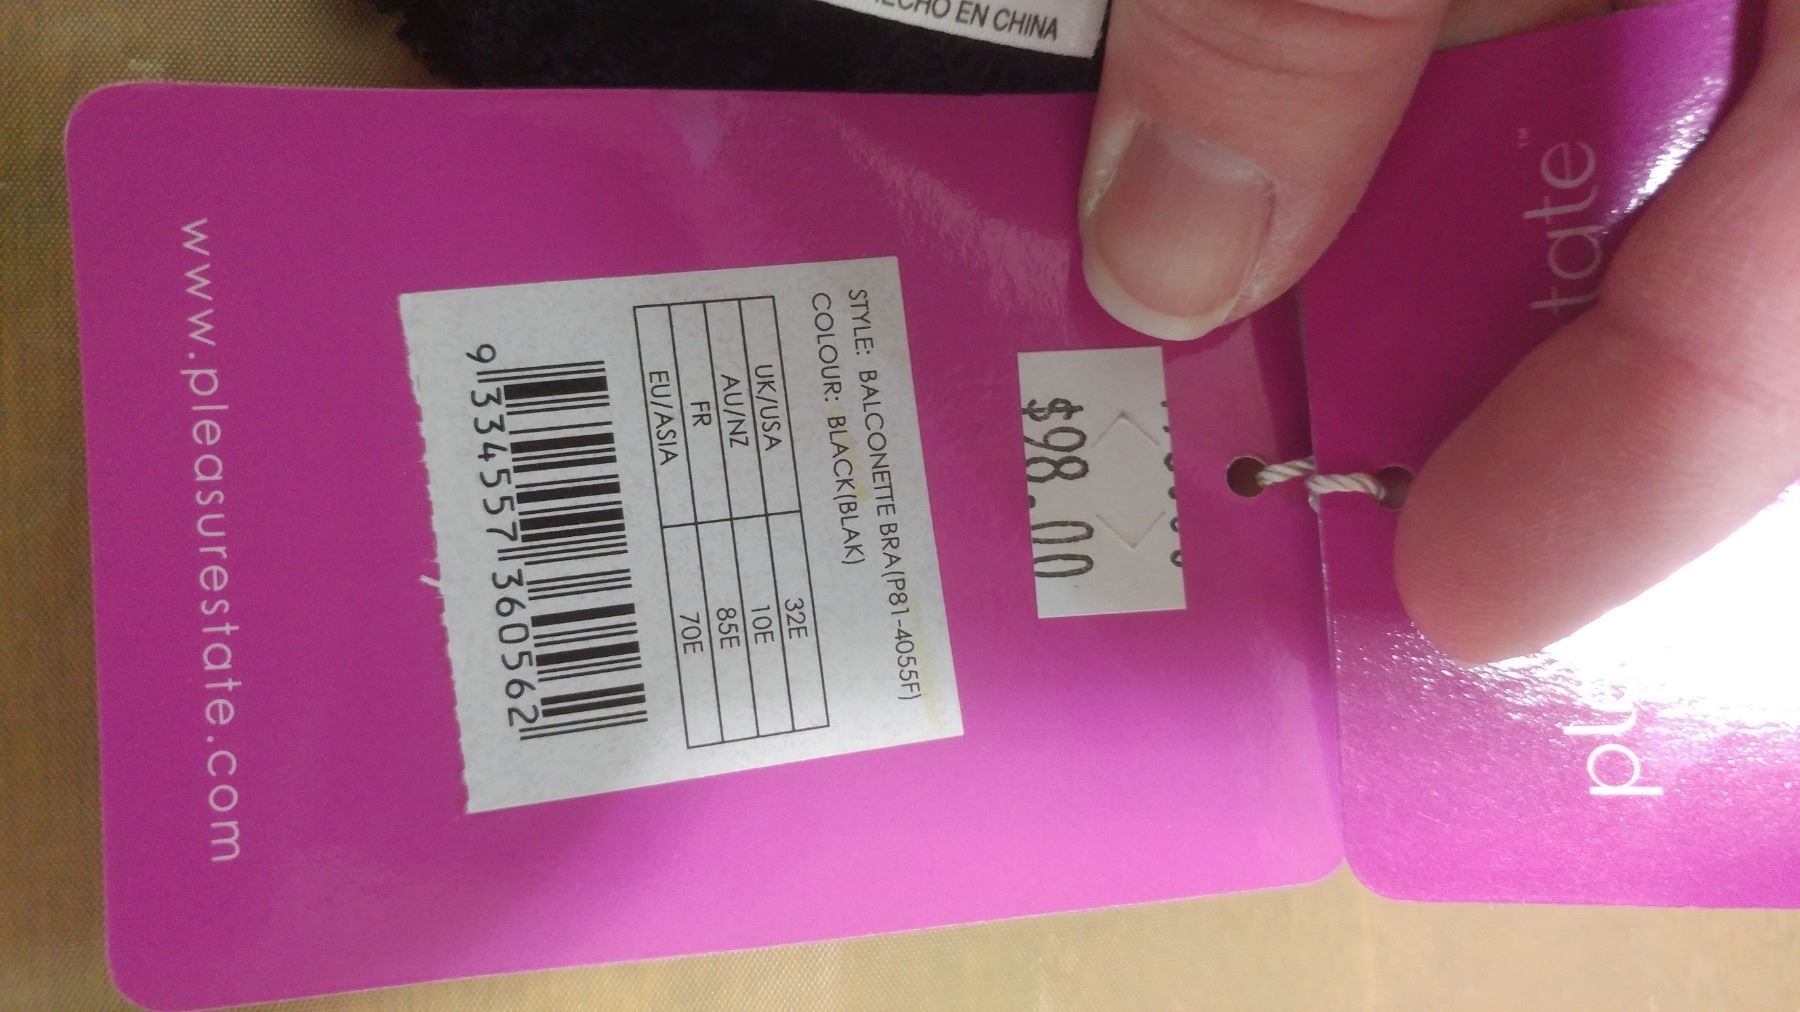 HECHO EN CHINA
tate™
pl
$98.00
STYLE: BALCONETTE BRA(P81-4055F)
COLOUR: BLACK(BLAK)
UK/USA 32E
AU/NZ 10E
FR 85E
EU/ASIA 70E
9 334557 360562
www.pleasurestate.com